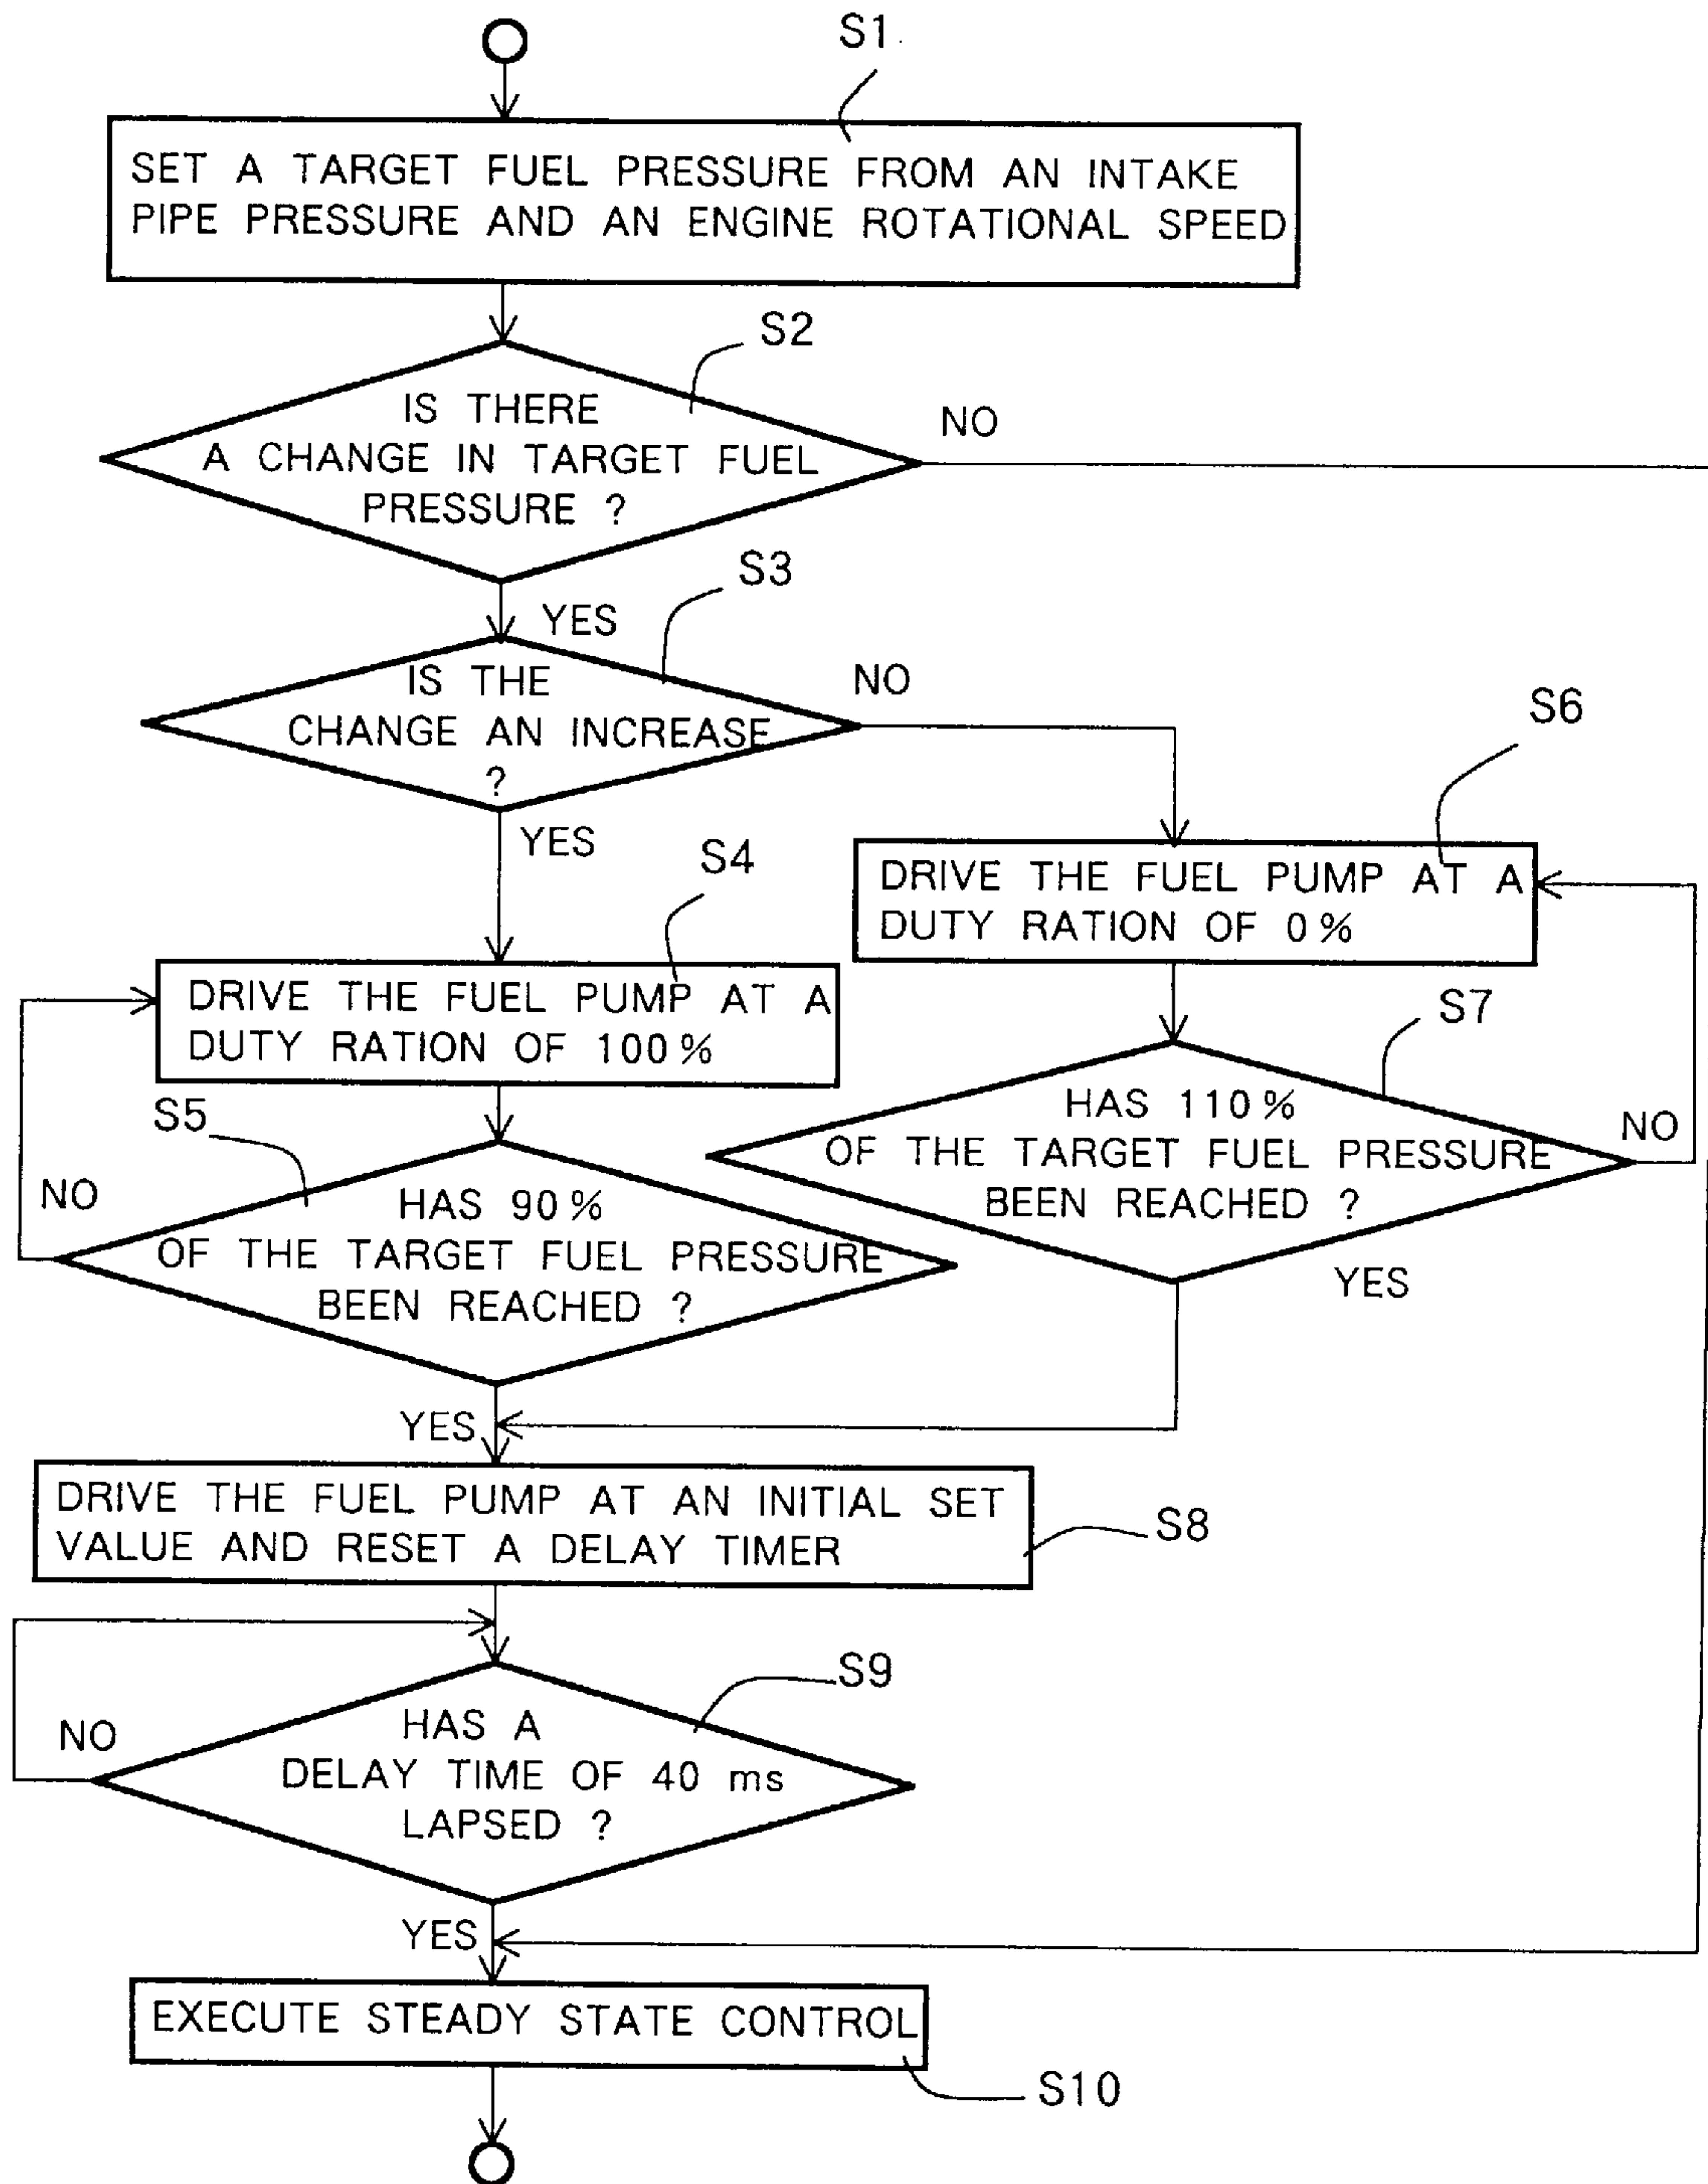 S1
SET A TARGET FUEL PRESSURE FROM AN INTAKE
PIPE PRESSURE AND AN ENGINE ROTATIONAL SPEED
S2
IS THERE
A CHANGE IN TARGET FUEL
PRESSURE ?
NO
YES
S3
IS THE
CHANGE AN INCREASE
?
NO
YES
S6
DRIVE THE FUEL PUMP AT A
DUTY RATION OF 0%
S4
DRIVE THE FUEL PUMP AT A
DUTY RATION OF 100%
S7
HAS 110%
OF THE TARGET FUEL PRESSURE
BEEN REACHED ?
NO
YES
S5
HAS 90%
OF THE TARGET FUEL PRESSURE
BEEN REACHED ?
NO
YES
DRIVE THE FUEL PUMP AT AN INITIAL SET
VALUE AND RESET A DELAY TIMER
S8
S9
HAS A
DELAY TIME OF 40 ms
LAPSED ?
NO
YES
EXECUTE STEADY STATE CONTROL
S10